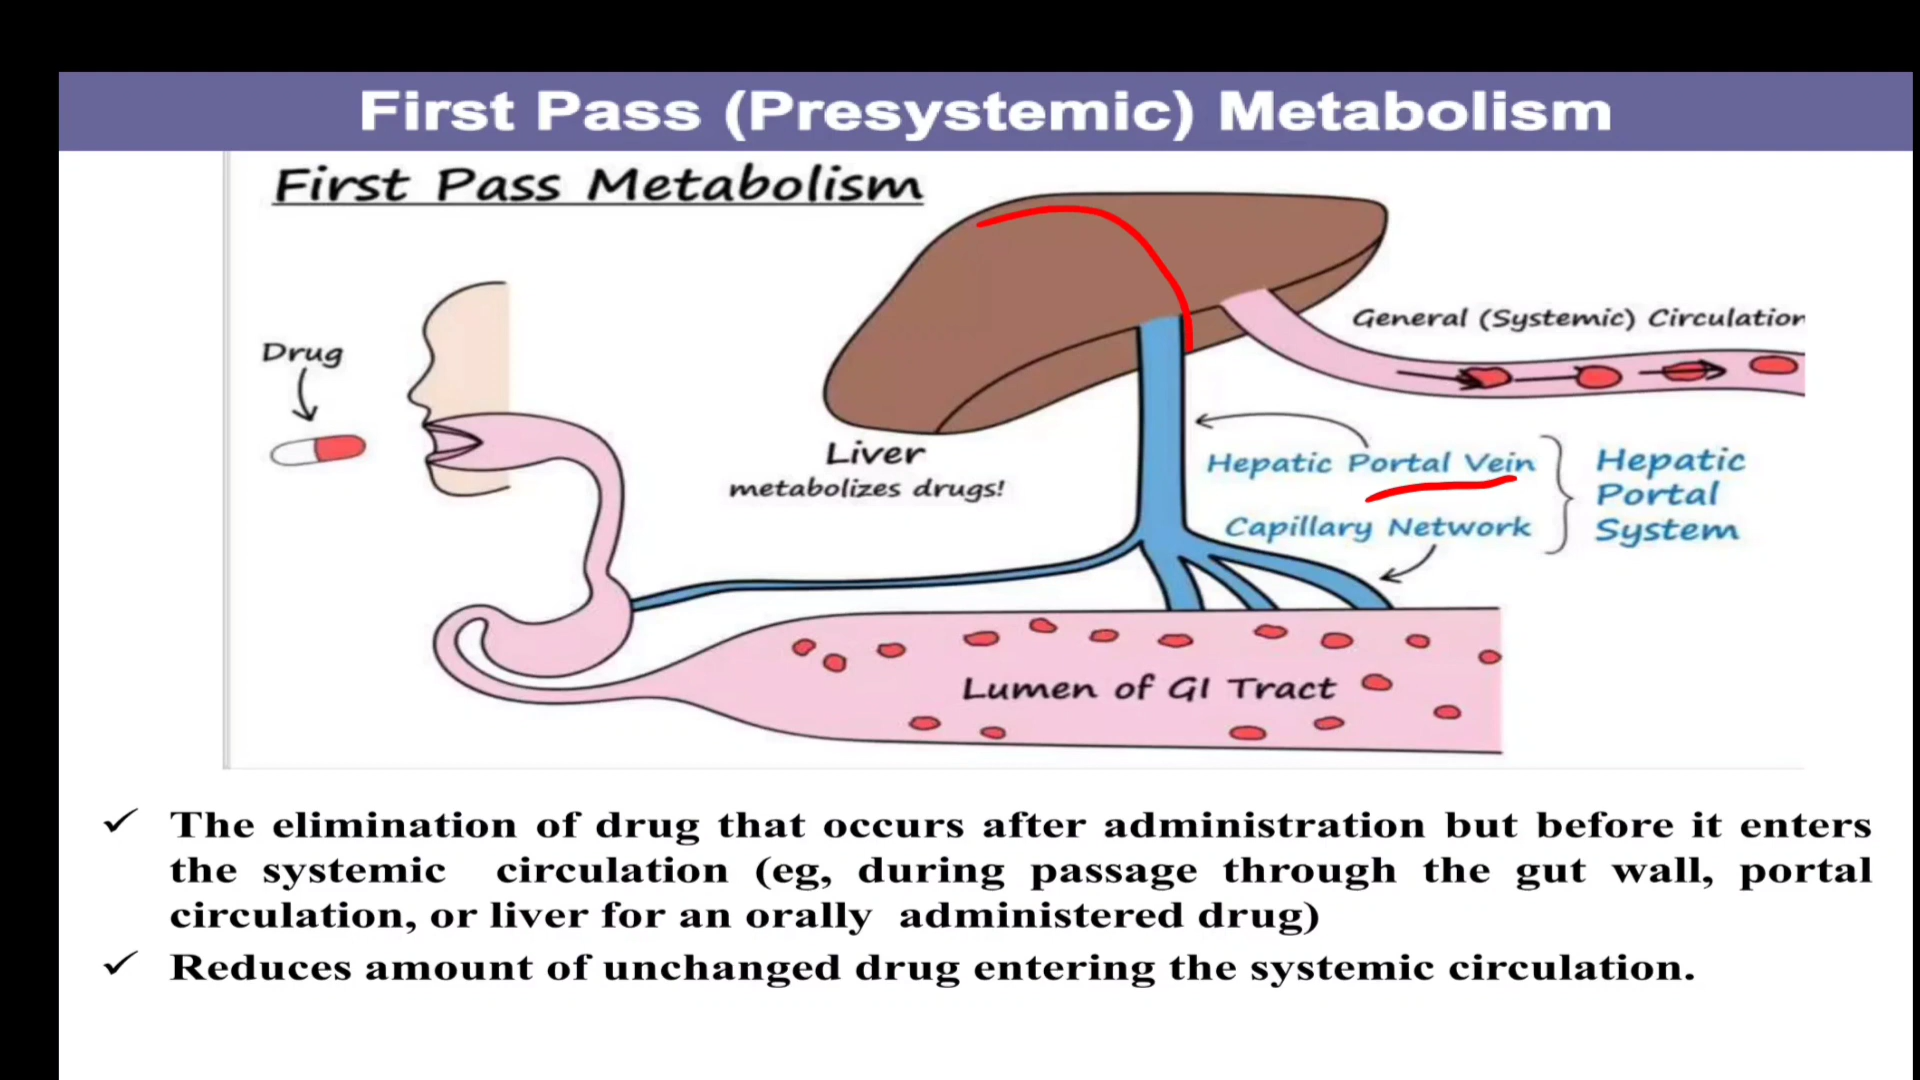 First Pass (Presystemic) Metabolism
First Pass Metabolism
Drug
General (Systemic) Circulation
Liver
metabolizes drugs!
Hepatic Portal Vein
Capillary Network
Hepatic
Portal
System
Lumen of GI Tract
✓ The elimination of drug that occurs after administration but before it enters
the systemic circulation (eg, during passage through the gut wall, portal
circulation, or liver for an orally administered drug)
✓ Reduces amount of unchanged drug entering the systemic circulation.